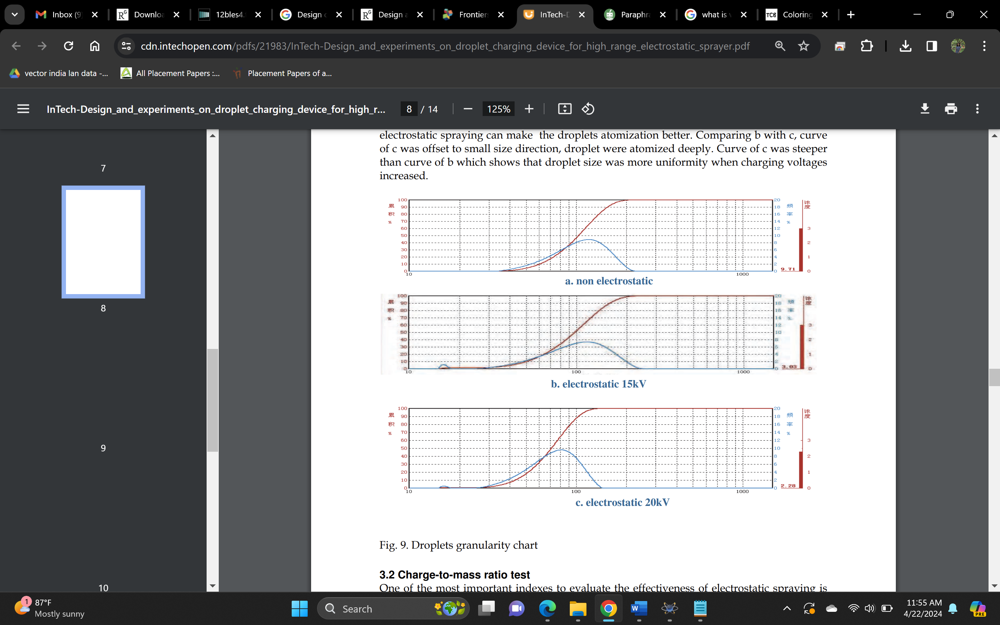 Inbox (9)
Downloa
12bles4.
Design c
Design a
Frontier
InTech-D
Paraphra
what is v
TCB Coloring
cdn.intechopen.com/pdfs/21983/InTech-Design_and_experiments_on_droplet_charging_device_for_high_range_electrostatic_sprayer.pdf
vector india lan data -...
All Placement Papers :...
Placement Papers of a...
InTech-Design_and_experiments_on_droplet_charging_device_for_high_r...
8 / 14
125%
7
8
9
10
electrostatic spraying can make the droplets atomization better. Comparing b with c, curve
of c was offset to small size direction, droplet were atomized deeply. Curve of c was steeper
than curve of b which shows that droplet size was more uniformity when charging voltages
increased.
累积 %
100
90
80
70
60
50
40
30
20
10
0
10
1000
20
18
16
14
12
10
8
6
4
2
0
频率 %
浓度
3
2
1
0
9.71
a. non electrostatic
累积 %
100
90
80
70
60
50
40
30
20
10
0
10
100
1000
20
18
16
14
12
10
8
6
4
2
0
频率 %
浓度
3
2
1
0
3.03
b. electrostatic 15kV
累积 %
100
90
80
70
60
50
40
30
20
10
0
10
100
1000
20
18
16
14
12
10
8
6
4
2
0
频率 %
浓度
3
2
1
0
2.28
c. electrostatic 20kV
Fig. 9. Droplets granularity chart
3.2 Charge-to-mass ratio test
One of the most important indexes to evaluate the effectiveness of electrostatic spraying is
1
87°F
Mostly sunny
Search
11:55 AM
4/22/2024
PRE